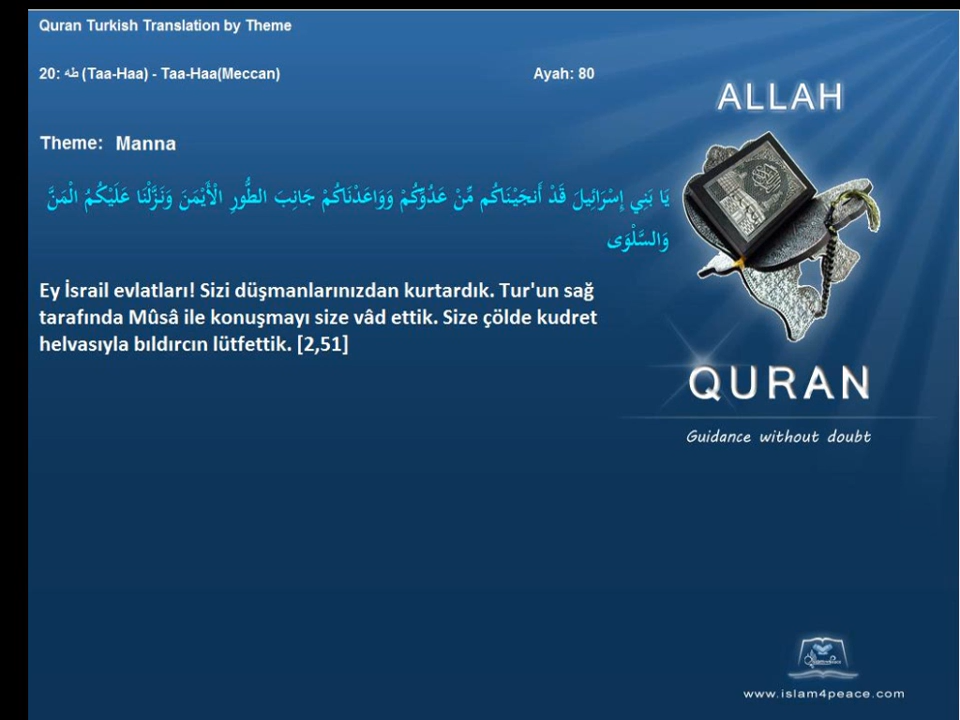 Quran Turkish Translation by Theme
20: طه (Taa-Haa) - Taa-Haa(Meccan) Ayah: 80
ALLAH
Theme: Manna
يَا بَنِي إِسْرَائِيلَ قَدْ أَنجَيْنَاكُم مِّنْ عَدُوِّكُمْ وَوَاعَدْنَاكُمْ جَانِبَ الطُّورِ الْأَيْمَنَ وَنَزَّلْنَا عَلَيْكُمُ الْمَنَّ
وَالسَّلْوَى
Ey İsrail evlatları! Sizi düşmanlarınızdan kurtardık. Tur'un sağ
tarafında Mûsâ ile konuşmayı size vâd ettik. Size çölde kudret
helvasıyla bıldırcın lütfettik. [2,51]
QURAN
Guidance without doubt
www.islam4peace.com